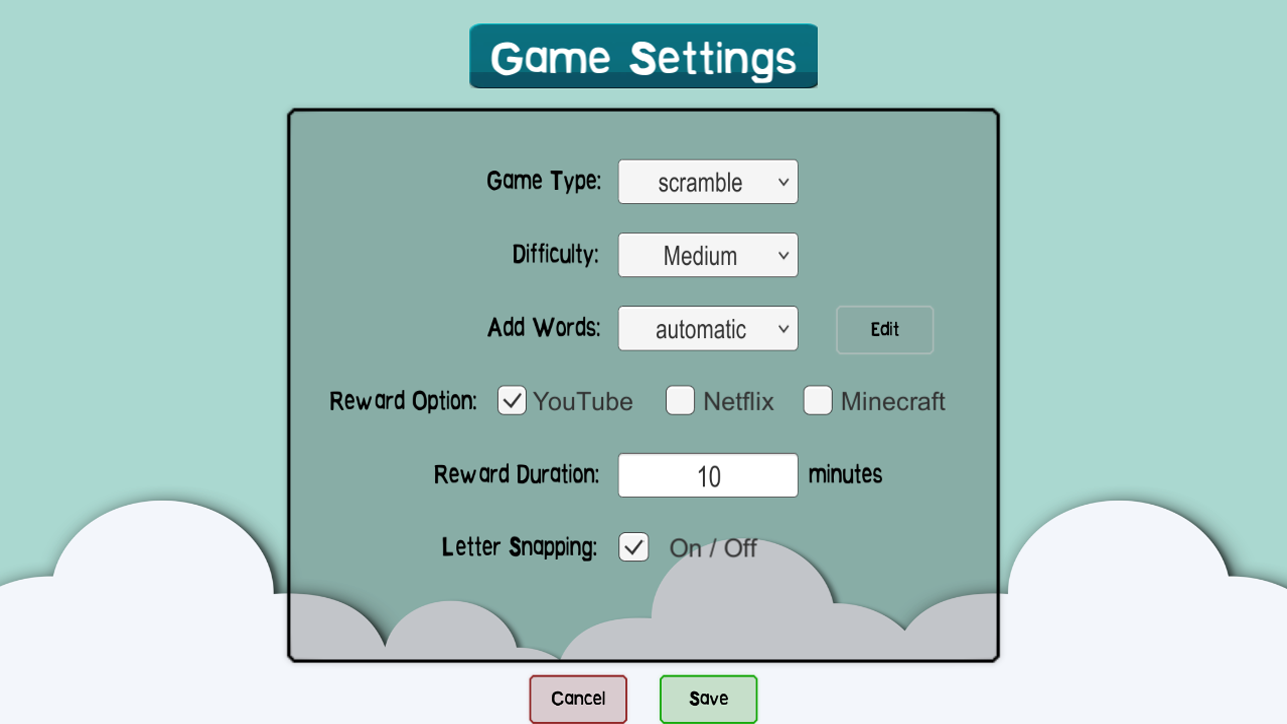 Game Settings
Game Type: scramble
Difficulty: Medium
Add Words: automatic Edit
Reward Option: YouTube Netflix Minecraft
Reward Duration: 10 minutes
Letter Snapping: On / Off
Cancel Save